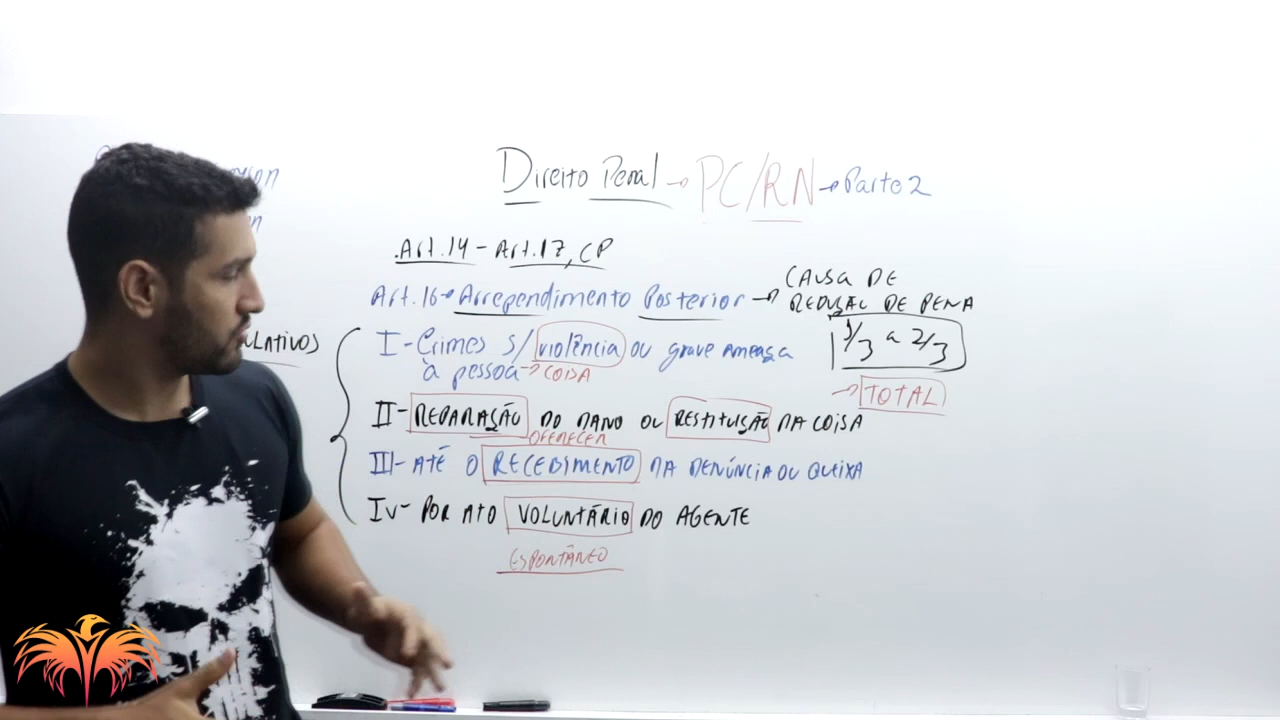 Direito Penal → PC/RN → Parte 2
Art. 14 - Art. 17, CP
Art. 16 → Arrependimento Posterior → CAUSA DE
REDUÇÃO DE PENA
1/3 a 2/3
→ TOTAL
I - Crimes s/ violência ou grave ameaça
à pessoa → COISA
II - REPARAÇÃO DO DANO OU RESTITUIÇÃO DA COISA
OFERECER
III - ATÉ O RECEBIMENTO DA DENÚNCIA OU QUEIXA
IV - POR ATO VOLUNTÁRIO DO AGENTE
ESPONTÂNEO